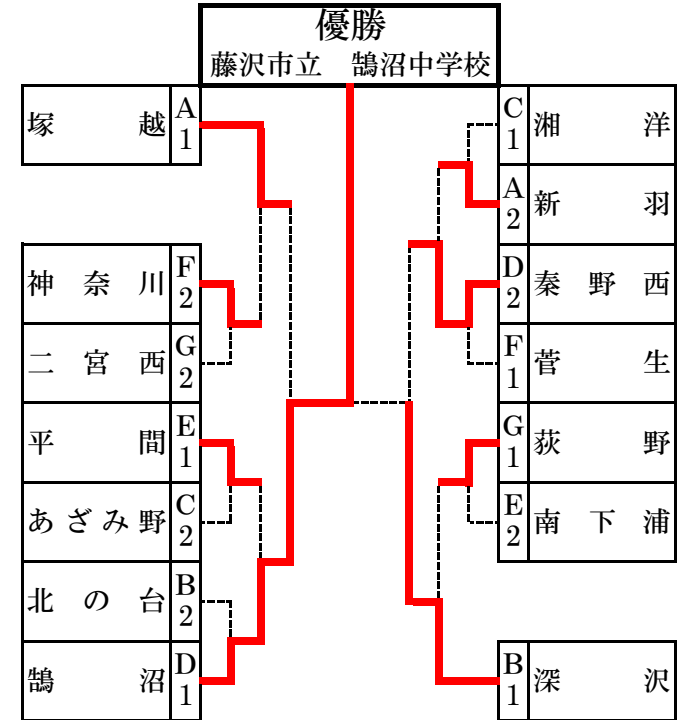 優勝
藤沢市立 鵠沼中学校
塚越 A1
神奈川 F2
二宮西 G2
平間 E1
あざみ野 C2
北の台 B2
鵠沼 D1
C1 湘洋
A2 新羽
D2 秦野西
F1 菅生
G1 荻野
E2 南下浦
B1 深沢